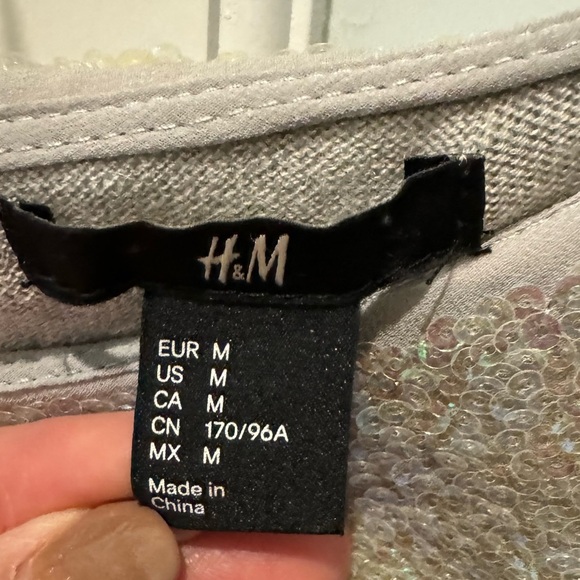 H&M
EUR M
US M
CA M
CN 170/96A
MX M
Made in
China